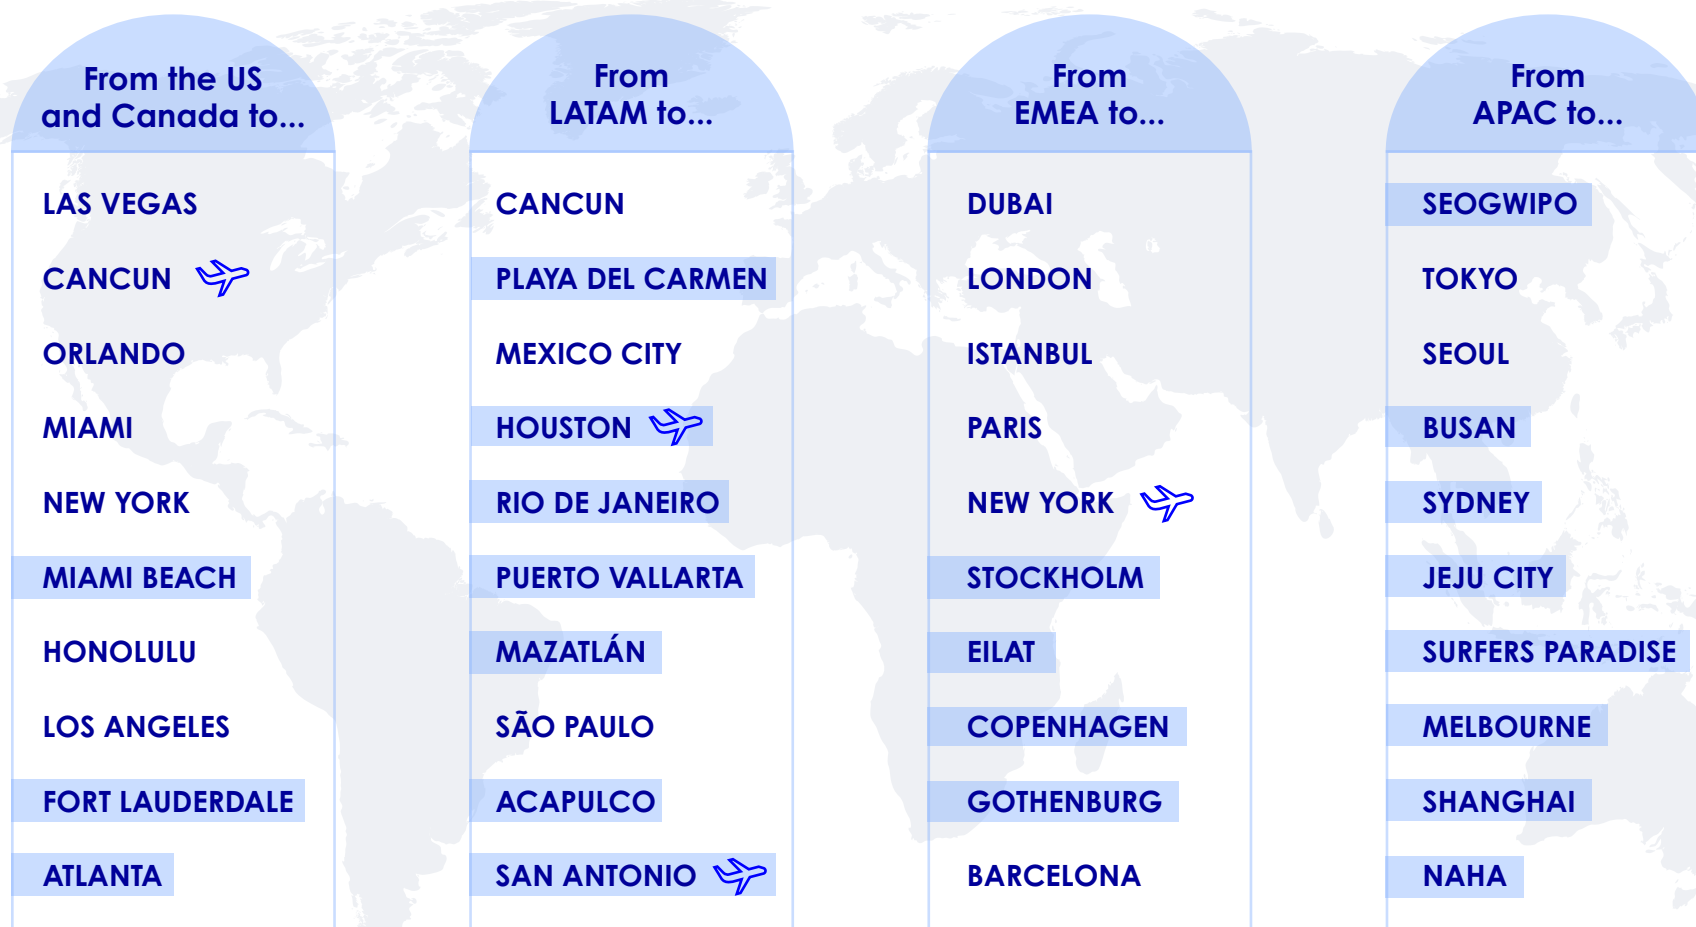 From the US
and Canada to...
LAS VEGAS
CANCUN
ORLANDO
MIAMI
NEW YORK
MIAMI BEACH
HONOLULU
LOS ANGELES
FORT LAUDERDALE
ATLANTA
From
LATAM to...
CANCUN
PLAYA DEL CARMEN
MEXICO CITY
HOUSTON
RIO DE JANEIRO
PUERTO VALLARTA
MAZATLÁN
SÃO PAULO
ACAPULCO
SAN ANTONIO
From
EMEA to...
DUBAI
LONDON
ISTANBUL
PARIS
NEW YORK
STOCKHOLM
EILAT
COPENHAGEN
GOTHENBURG
BARCELONA
From
APAC to...
SEOGWIPO
TOKYO
SEOUL
BUSAN
SYDNEY
JEJU CITY
SURFERS PARADISE
MELBOURNE
SHANGHAI
NAHA